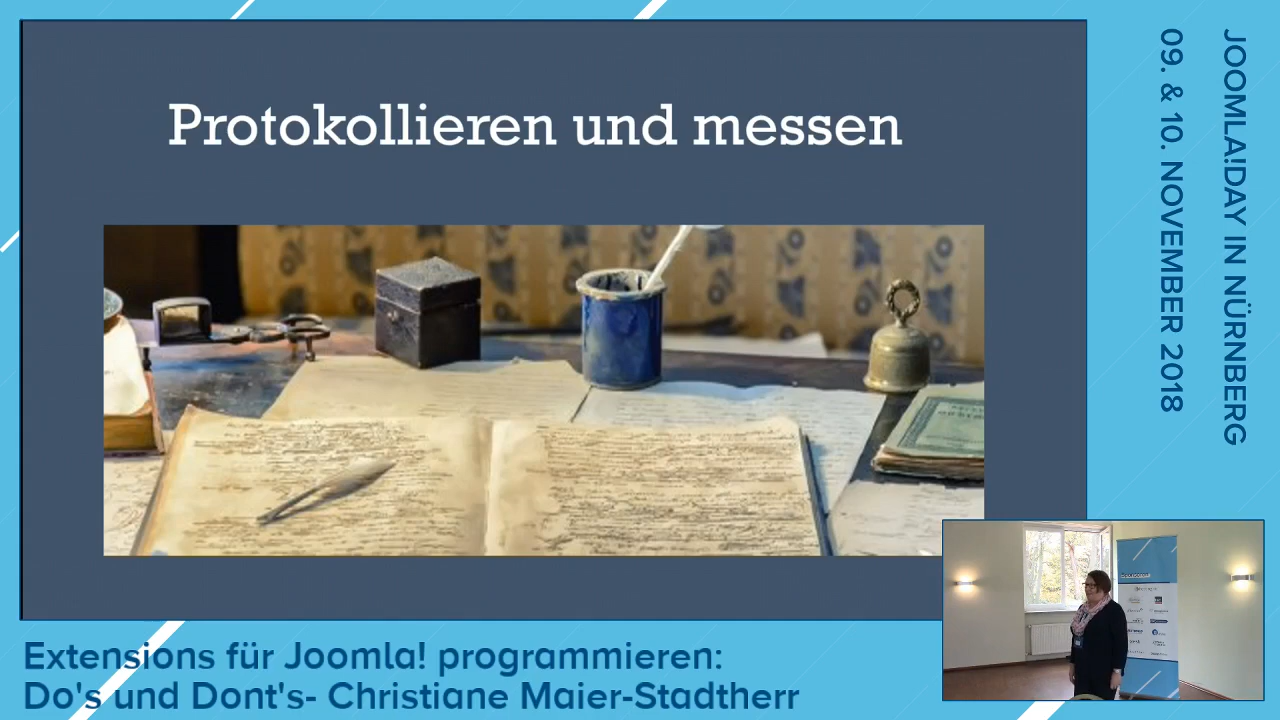 Protokollieren und messen
JOOMLA!DAY IN NÜRNBERG
09. & 10. NOVEMBER 2018
Extensions für Joomla! programmieren:
Do's und Dont's- Christiane Maier-Stadtherr